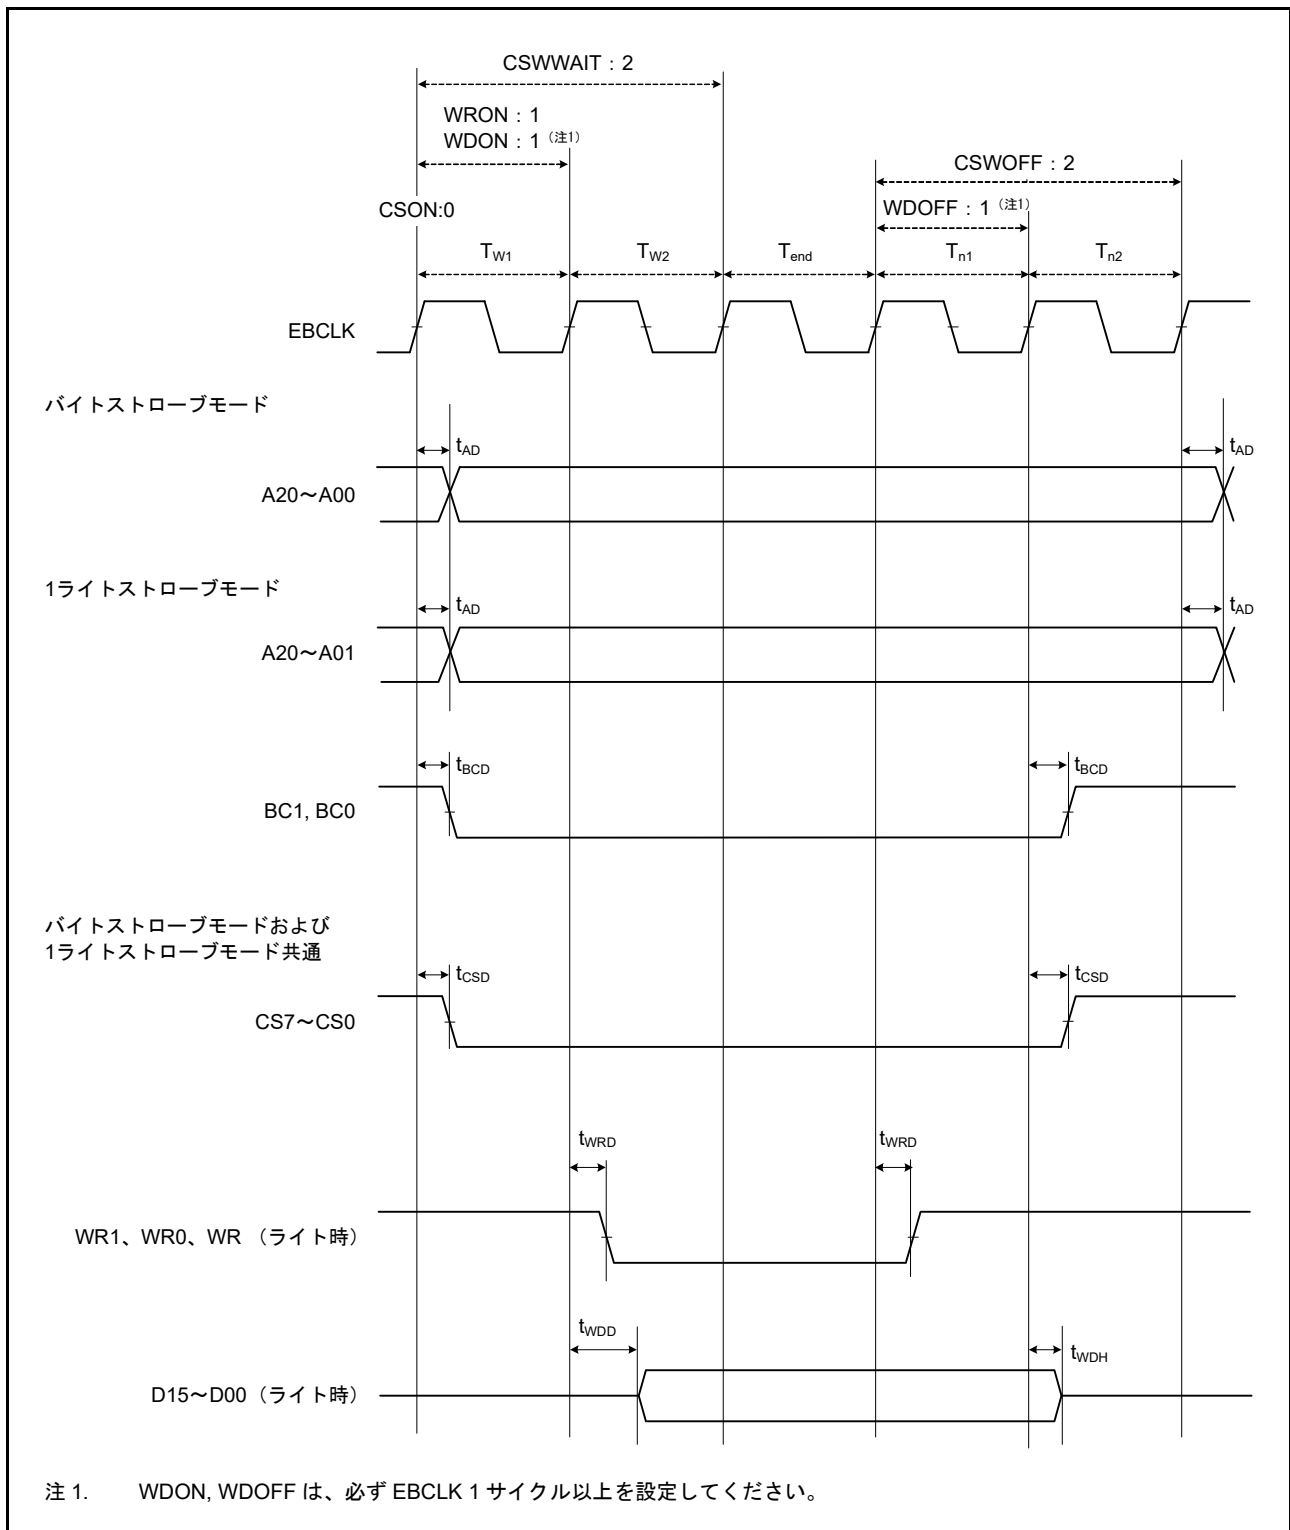 CSWWAIT：2
WRON：1
WDON：1（注1）
CSWOFF：2
WDOFF：1（注1）
CSON:0
TW1 TW2 Tend Tn1 Tn2
EBCLK
バイトストローブモード
tAD tAD
A20～A00
1ライトストローブモード
tAD tAD
A20～A01
tBCD tBCD
BC1, BC0
バイトストローブモードおよび
1ライトストローブモード共通
tCSD tCSD
CS7～CS0
tWRD tWRD
WR1、WR0、WR （ライト時）
tWDD tWDH
D15～D00（ライト時）
注 1. WDON, WDOFF は、必ず EBCLK 1 サイクル以上を設定してください。